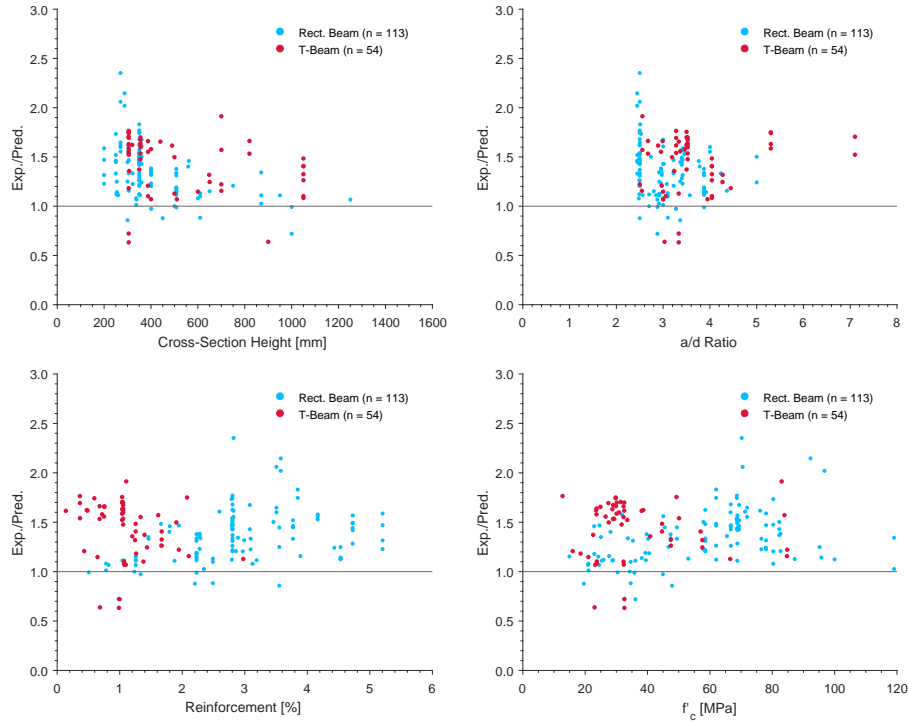 3.0
2.5
2.0
1.5
1.0
0.5
0.0
Exp./Pred.
Rect. Beam (n = 113)
T-Beam (n = 54)
0 200 400 600 800 1000 1200 1400 1600
Cross-Section Height [mm]
3.0
2.5
2.0
1.5
1.0
0.5
0.0
Exp./Pred.
Rect. Beam (n = 113)
T-Beam (n = 54)
0 1 2 3 4 5 6 7 8
a/d Ratio
3.0
2.5
2.0
1.5
1.0
0.5
0.0
Exp./Pred.
Rect. Beam (n = 113)
T-Beam (n = 54)
0 1 2 3 4 5 6
Reinforcement [%]
3.0
2.5
2.0
1.5
1.0
0.5
0.0
Exp./Pred.
Rect. Beam (n = 113)
T-Beam (n = 54)
0 20 40 60 80 100 120
f'c [MPa]